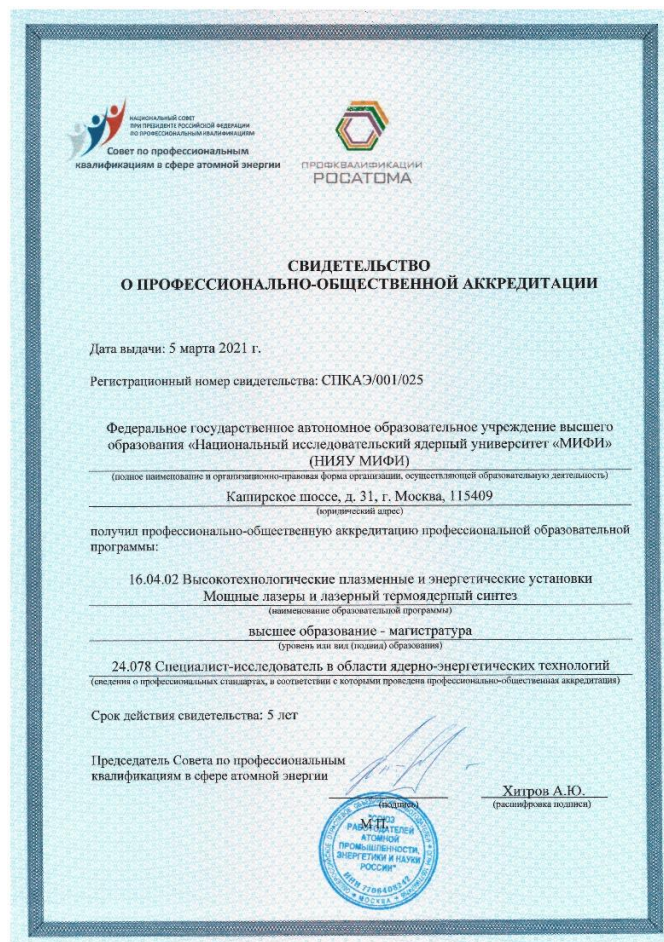 НАЦИОНАЛЬНЫЙ СОВЕТ
ПРИ ПРЕЗИДЕНТЕ РОССИЙСКОЙ ФЕДЕРАЦИИ
ПО ПРОФЕССИОНАЛЬНЫМ КВАЛИФИКАЦИЯМ
Совет по профессиональным
квалификациям в сфере атомной энергии
ПРОФКВАЛИФИКАЦИИ
РОСАТОМА
СВИДЕТЕЛЬСТВО
О ПРОФЕССИОНАЛЬНО-ОБЩЕСТВЕННОЙ АККРЕДИТАЦИИ
Дата выдачи: 5 марта 2021 г.
Регистрационный номер свидетельства: СПКАЭ/001/025
Федеральное государственное автономное образовательное учреждение высшего
образования «Национальный исследовательский ядерный университет «МИФИ»
(НИЯУ МИФИ)
(полное наименование и организационно-правовая форма организации, осуществляющей образовательную деятельность)
Каширское шоссе, д. 31, г. Москва, 115409
(юридический адрес)
получил профессионально-общественную аккредитацию профессиональной образовательной
программы:
16.04.02 Высокотехнологические плазменные и энергетические установки
Мощные лазеры и лазерный термоядерный синтез
(наименование образовательной программы)
высшее образование - магистратура
(уровень или вид (подвид) образования)
24.078 Специалист-исследователь в области ядерно-энергетических технологий
(сведения о профессиональных стандартах, в соответствии с которыми проведена профессионально-общественная аккредитация)
Срок действия свидетельства: 5 лет
Председатель Совета по профессиональным
квалификациям в сфере атомной энергии
Хитров А.Ю.
(подпись)
(расшифровка подписи)
М.П.
"СОЮЗ
РАБОТОДАТЕЛЕЙ
АТОМНОЙ
ПРОМЫШЛЕННОСТИ,
ЭНЕРГЕТИКИ И НАУКИ
РОССИИ"
ИНН 7706408242
МОСКВА